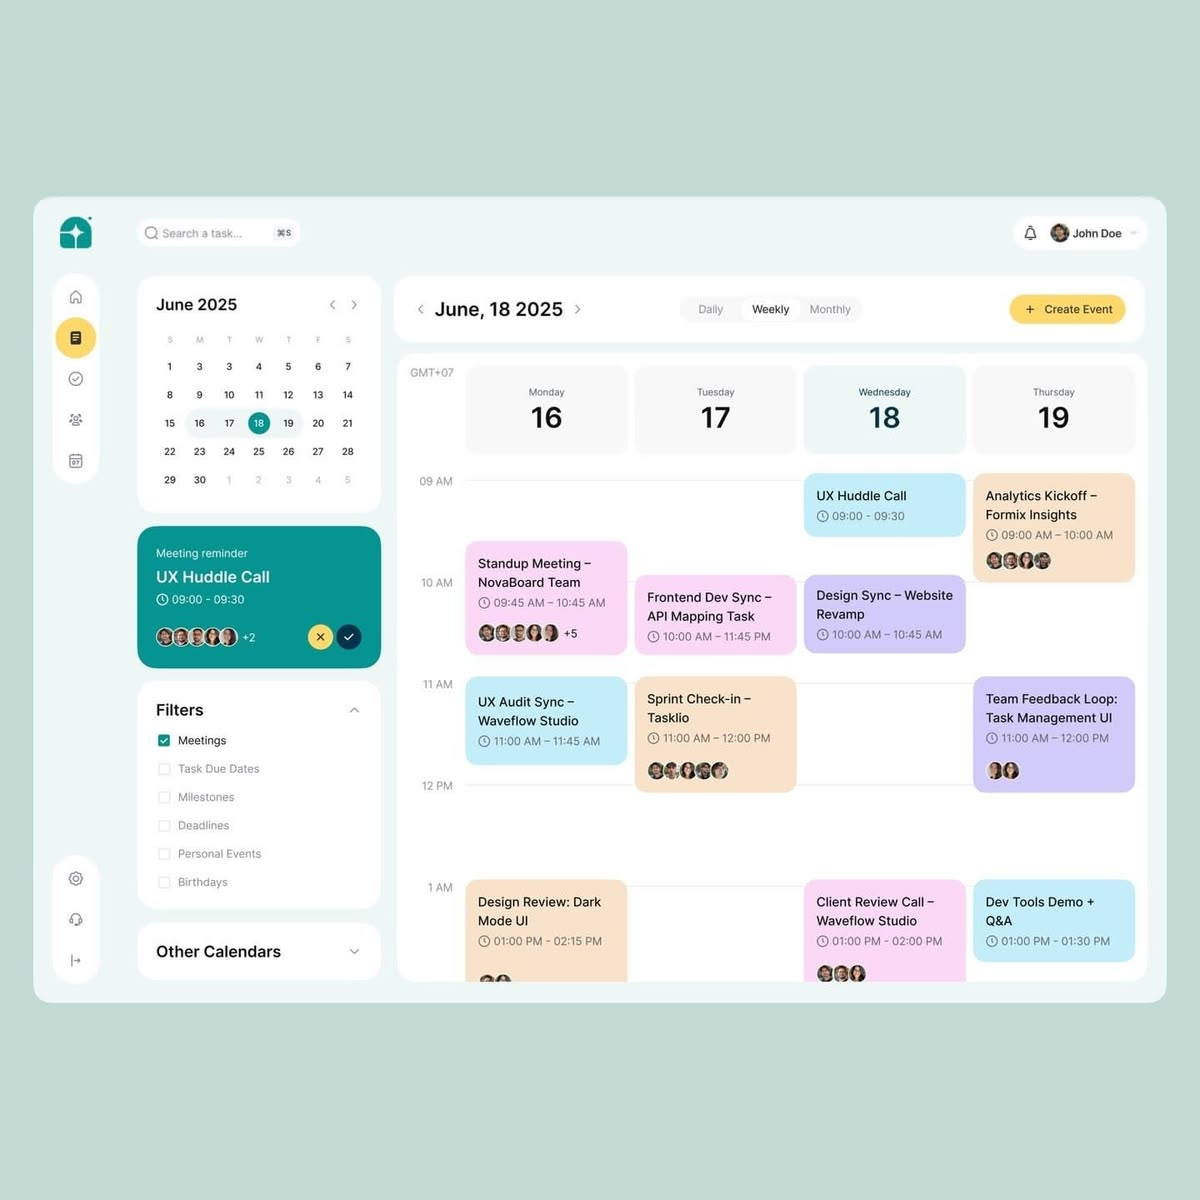 Search a task...
⌘S
John Doe
June 2025
S M T W T F S
1 3 3 4 5 6 7
8 9 10 11 12 13 14
15 16 17 18 19 20 21
22 23 24 25 26 27 28
29 30 1 2 3 4 5
Meeting reminder
UX Huddle Call
09:00 - 09:30
+2
Filters
Meetings
Task Due Dates
Milestones
Deadlines
Personal Events
Birthdays
Other Calendars
June, 18 2025
Daily
Weekly
Monthly
+ Create Event
GMT+07
Monday
16
Tuesday
17
Wednesday
18
Thursday
19
09 AM
10 AM
11 AM
12 PM
1 AM
Standup Meeting –
NovaBoard Team
09:45 AM – 10:45 AM
+5
UX Audit Sync –
Waveflow Studio
11:00 AM – 11:45 AM
Design Review: Dark
Mode UI
01:00 PM - 02:15 PM
Frontend Dev Sync –
API Mapping Task
10:00 AM – 11:45 PM
Sprint Check-in –
Tasklio
11:00 AM – 12:00 PM
UX Huddle Call
09:00 - 09:30
Design Sync – Website
Revamp
10:00 AM – 10:45 AM
Client Review Call –
Waveflow Studio
01:00 PM - 02:00 PM
Analytics Kickoff –
Formix Insights
09:00 AM – 10:00 AM
Team Feedback Loop:
Task Management UI
11:00 AM – 12:00 PM
Dev Tools Demo +
Q&A
01:00 PM - 01:30 PM